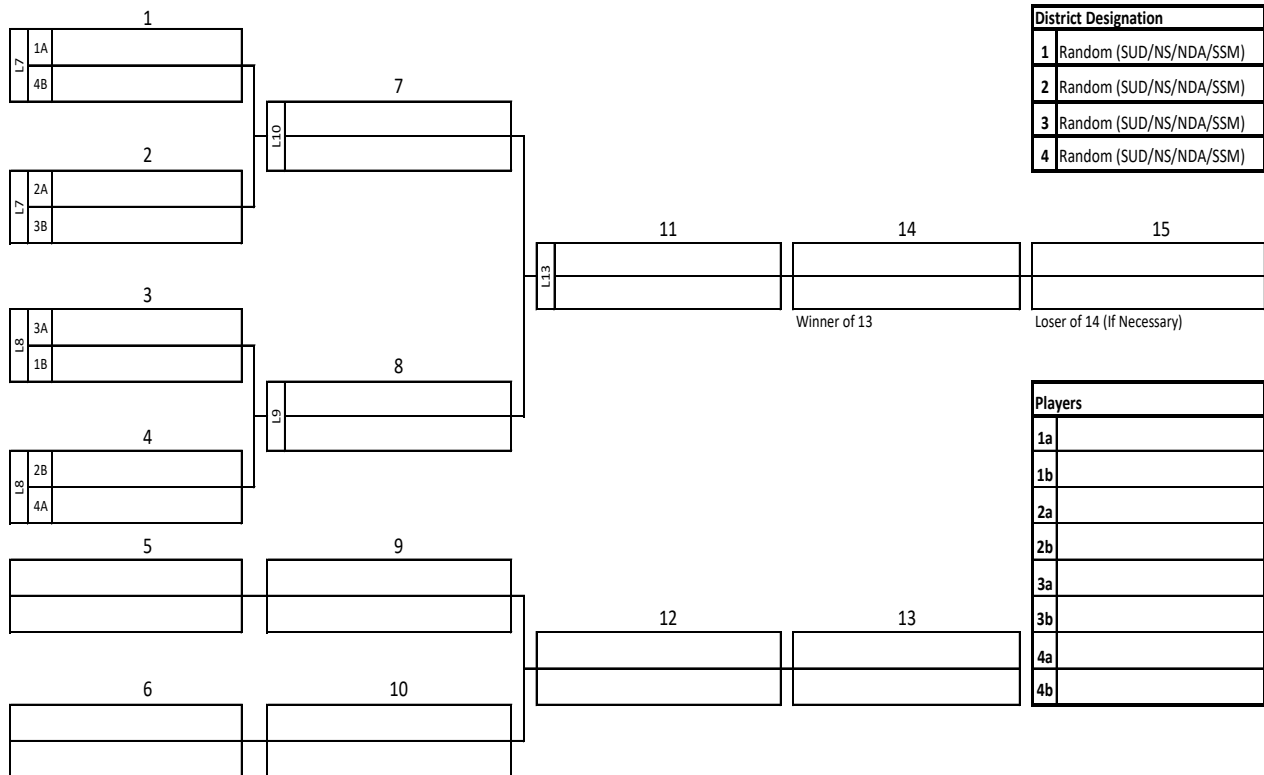 1
L7
1A
4B
2
L7
2A
3B
3
L8
3A
1B
4
L8
2B
4A
5
6
7
L10
8
L9
9
10
11
L13
12
13
14
Winner of 13
15
Loser of 14 (If Necessary)
District Designation
1 Random (SUD/NS/NDA/SSM)
2 Random (SUD/NS/NDA/SSM)
3 Random (SUD/NS/NDA/SSM)
4 Random (SUD/NS/NDA/SSM)
Players
1a
1b
2a
2b
3a
3b
4a
4b